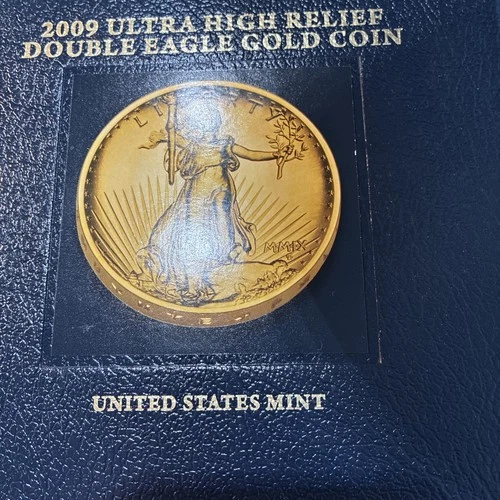 2009 ULTRA HIGH RELIEF
DOUBLE EAGLE GOLD COIN
LIBERTY
MMIX
UNITED STATES MINT